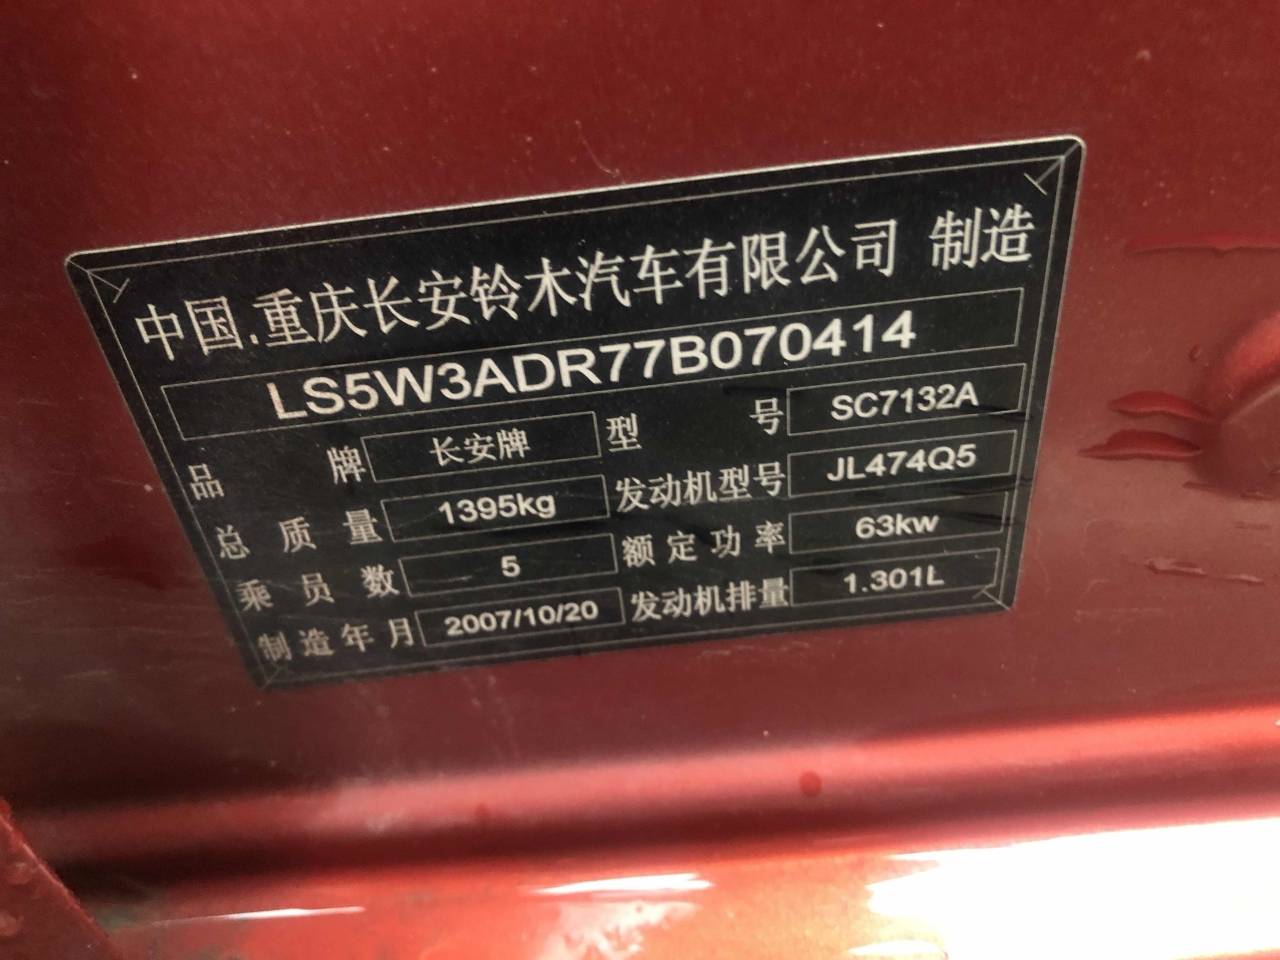 中国.重庆长安铃木汽车有限公司 制造
LS5W3ADR77B070414
品牌 长安牌 型号 SC7132A
总质量 1395kg 发动机型号 JL474Q5
乘员数 5 额定功率 63kw
制造年月 2007/10/20 发动机排量 1.301L